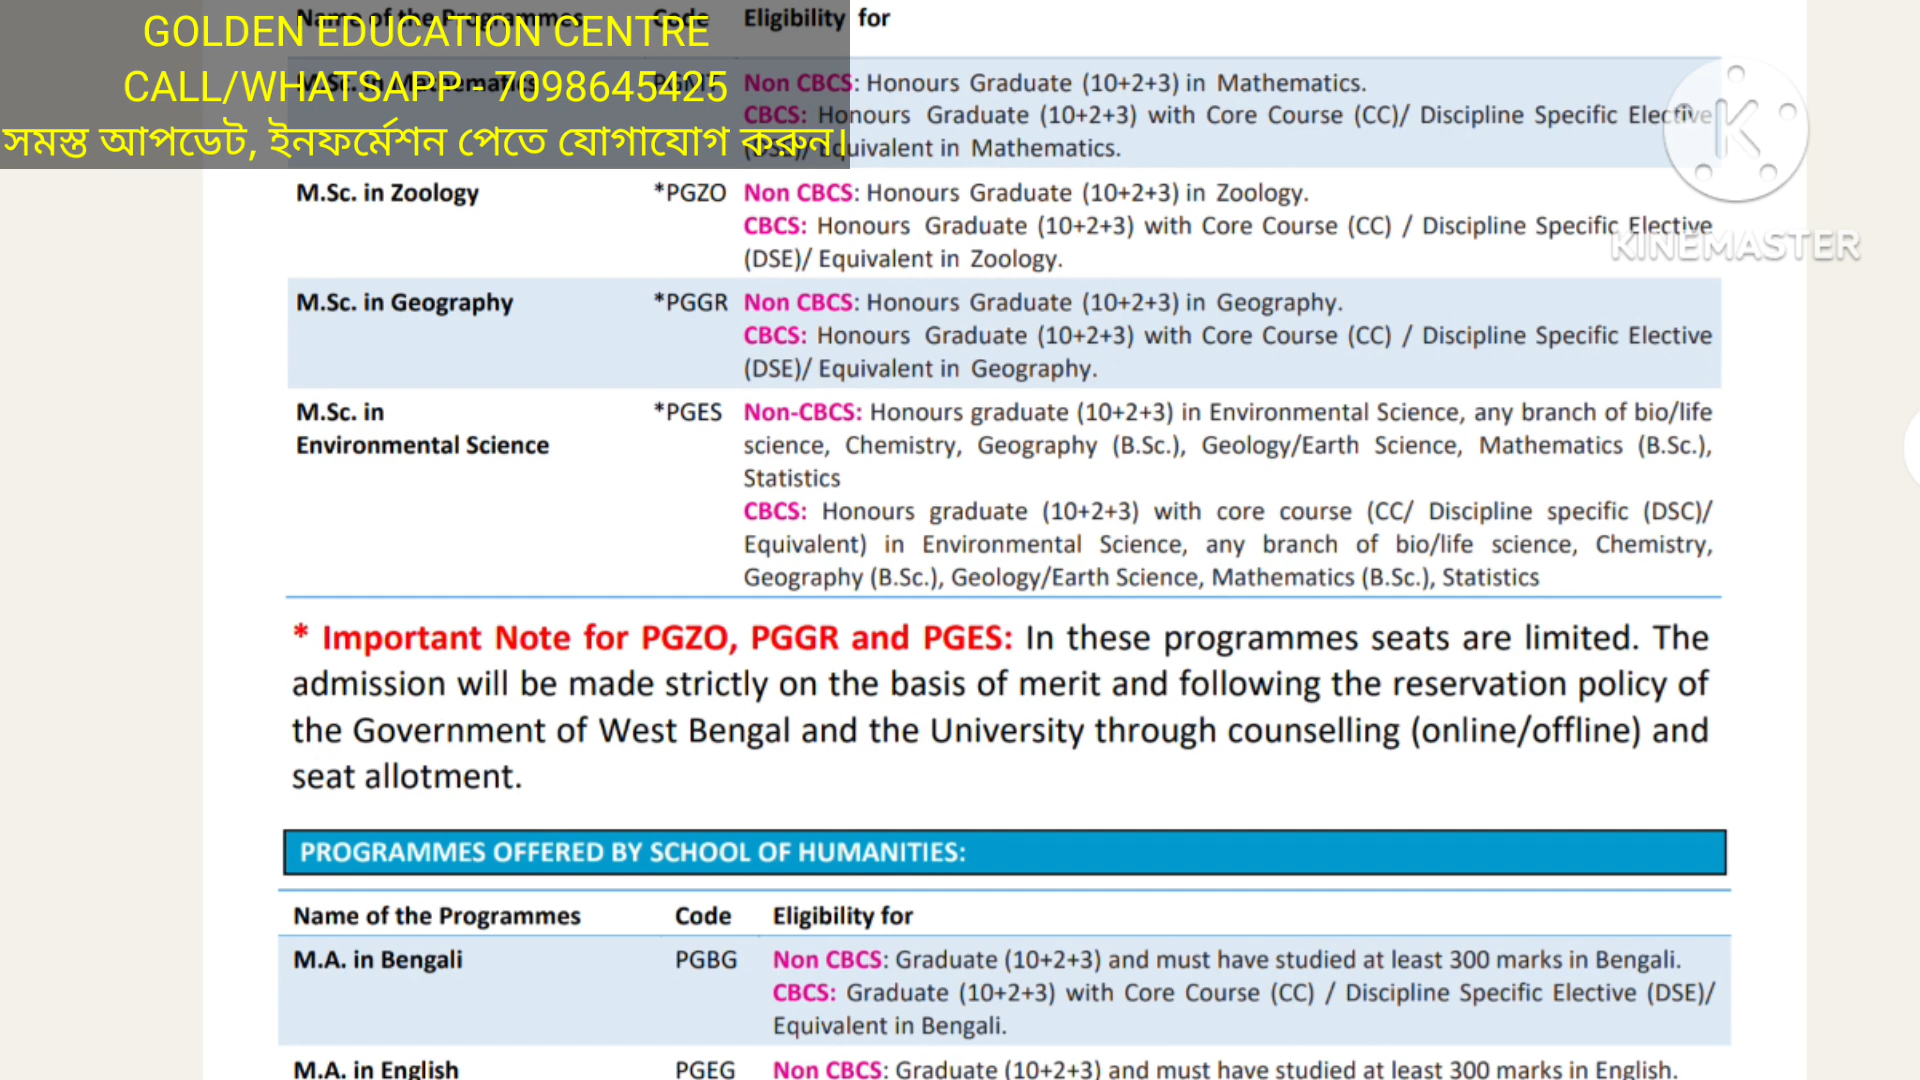 Name of the Programmes Code Eligibility for
GOLDEN EDUCATION CENTRE
CALL/WHATSAPP - 7098645425
সমস্ত আপডেট, ইনফর্মেশন পেতে যোগাযোগ করুন।
M.Sc. in Mathematics PGMT Non CBCS: Honours Graduate (10+2+3) in Mathematics.
CBCS: Honours Graduate (10+2+3) with Core Course (CC)/ Discipline Specific Elective
(DSE)/ Equivalent in Mathematics.
K
KINEMASTER
M.Sc. in Zoology *PGZO Non CBCS: Honours Graduate (10+2+3) in Zoology.
CBCS: Honours Graduate (10+2+3) with Core Course (CC) / Discipline Specific Elective
(DSE)/ Equivalent in Zoology.
M.Sc. in Geography *PGGR Non CBCS: Honours Graduate (10+2+3) in Geography.
CBCS: Honours Graduate (10+2+3) with Core Course (CC) / Discipline Specific Elective
(DSE)/ Equivalent in Geography.
M.Sc. in *PGES Non-CBCS: Honours graduate (10+2+3) in Environmental Science, any branch of bio/life
Environmental Science science, Chemistry, Geography (B.Sc.), Geology/Earth Science, Mathematics (B.Sc.),
Statistics
CBCS: Honours graduate (10+2+3) with core course (CC/ Discipline specific (DSC)/
Equivalent) in Environmental Science, any branch of bio/life science, Chemistry,
Geography (B.Sc.), Geology/Earth Science, Mathematics (B.Sc.), Statistics
* Important Note for PGZO, PGGR and PGES: In these programmes seats are limited. The
admission will be made strictly on the basis of merit and following the reservation policy of
the Government of West Bengal and the University through counselling (online/offline) and
seat allotment.
PROGRAMMES OFFERED BY SCHOOL OF HUMANITIES:
Name of the Programmes Code Eligibility for
M.A. in Bengali PGBG Non CBCS: Graduate (10+2+3) and must have studied at least 300 marks in Bengali.
CBCS: Graduate (10+2+3) with Core Course (CC) / Discipline Specific Elective (DSE)/
Equivalent in Bengali.
M.A. in English PGEG Non CBCS: Graduate (10+2+3) and must have studied at least 300 marks in English.